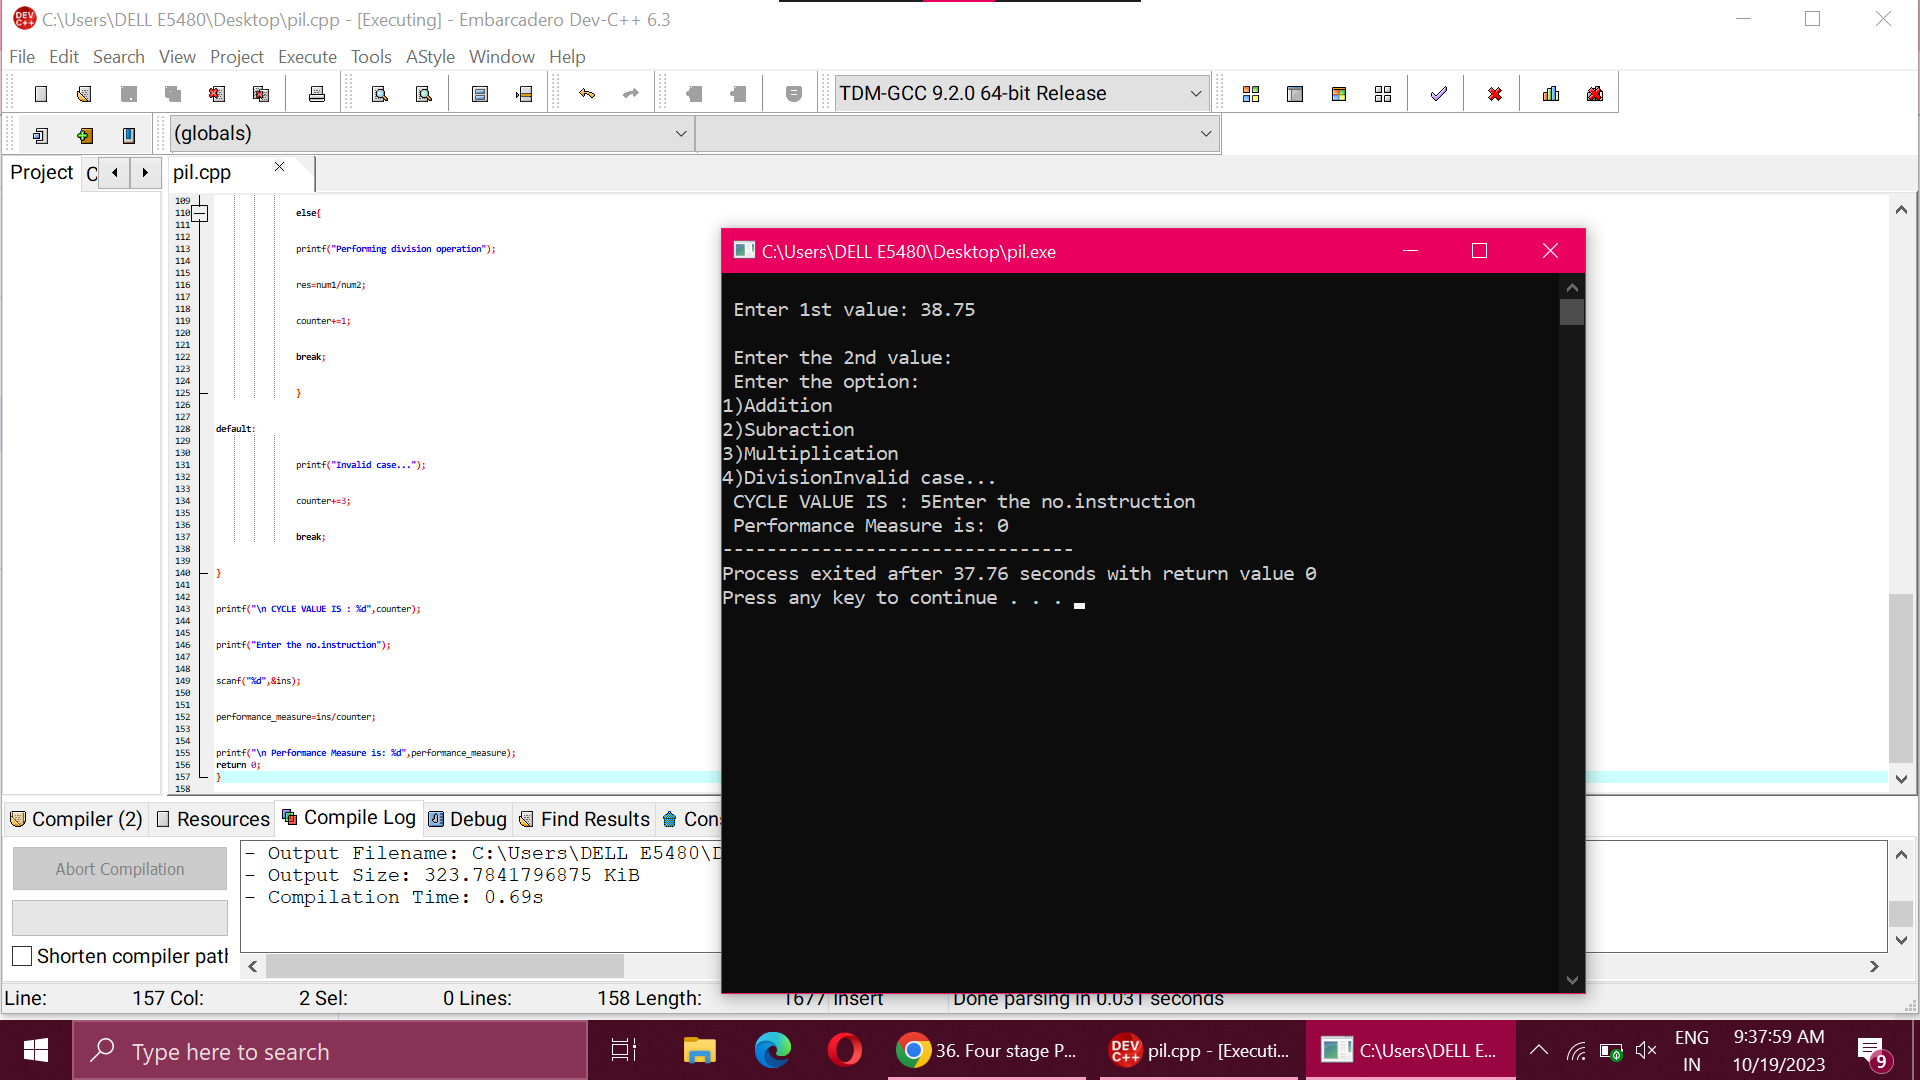 C:\Users\DELL E5480\Desktop\pil.cpp - [Executing] - Embarcadero Dev-C++ 6.3
File Edit Search View Project Execute Tools AStyle Window Help
TDM-GCC 9.2.0 64-bit Release
(globals)
Project C pil.cpp
109
110 else{
111
112
113 printf("Performing division operation");
114
115
116 res=num1/num2;
117
118
119 counter+=1;
120
121
122 break;
123
124
125 }
126
127
128 default:
129
130
131 printf("Invalid case...");
132
133
134 counter+=3;
135
136
137 break;
138
139
140 }
141
142
143 printf("\n CYCLE VALUE IS : %d",counter);
144
145
146 printf("Enter the no.instruction");
147
148
149 scanf("%d",&ins);
150
151
152 performance_measure=ins/counter;
153
154
155 printf("\n Performance Measure is: %d",performance_measure);
156 return 0;
157 }
158
C:\Users\DELL E5480\Desktop\pil.exe
Enter 1st value: 38.75
Enter the 2nd value:
Enter the option:
1)Addition
2)Subraction
3)Multiplication
4)DivisionInvalid case...
CYCLE VALUE IS : 5Enter the no.instruction
Performance Measure is: 0
--------------------------------
Process exited after 37.76 seconds with return value 0
Press any key to continue . . .
Compiler (2) Resources Compile Log Debug Find Results Con
Abort Compilation
Shorten compiler path
- Output Filename: C:\Users\DELL E5480\D
- Output Size: 323.7841796875 KiB
- Compilation Time: 0.69s
Line: 157 Col: 2 Sel: 0 Lines: 158 Length: 1677 Insert Done parsing in 0.031 seconds
Type here to search
36. Four stage P...
DEV C++ pil.cpp - [Executi...
C:\Users\DELL E...
ENG
IN
9:37:59 AM
10/19/2023
9